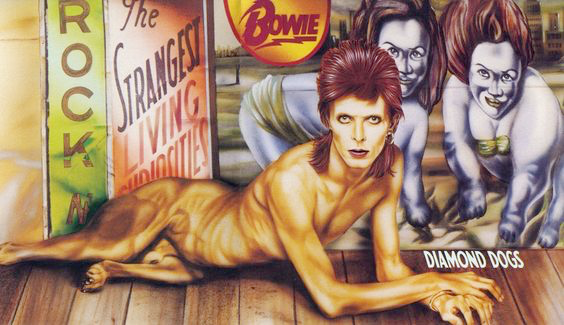 ROCK N
The
STRANGEST
LIVING
CURIOSITIES
BOWIE
DIAMOND DOGS